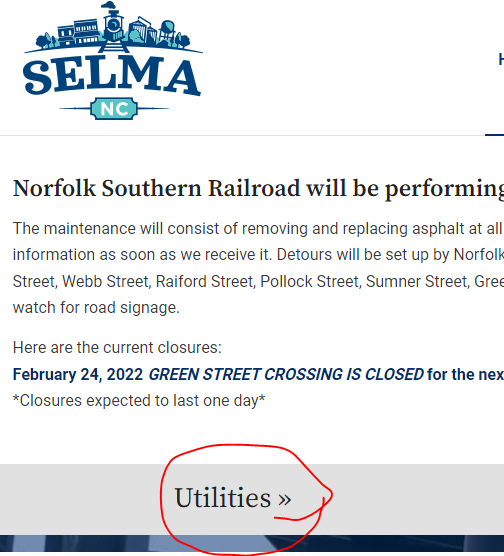 SELMA
NC
Norfolk Southern Railroad will be performing
The maintenance will consist of removing and replacing asphalt at all
information as soon as we receive it. Detours will be set up by Norfolk
Street, Webb Street, Raiford Street, Pollock Street, Sumner Street, Gree
watch for road signage.
Here are the current closures:
February 24, 2022 GREEN STREET CROSSING IS CLOSED for the nex
*Closures expected to last one day*
Utilities »